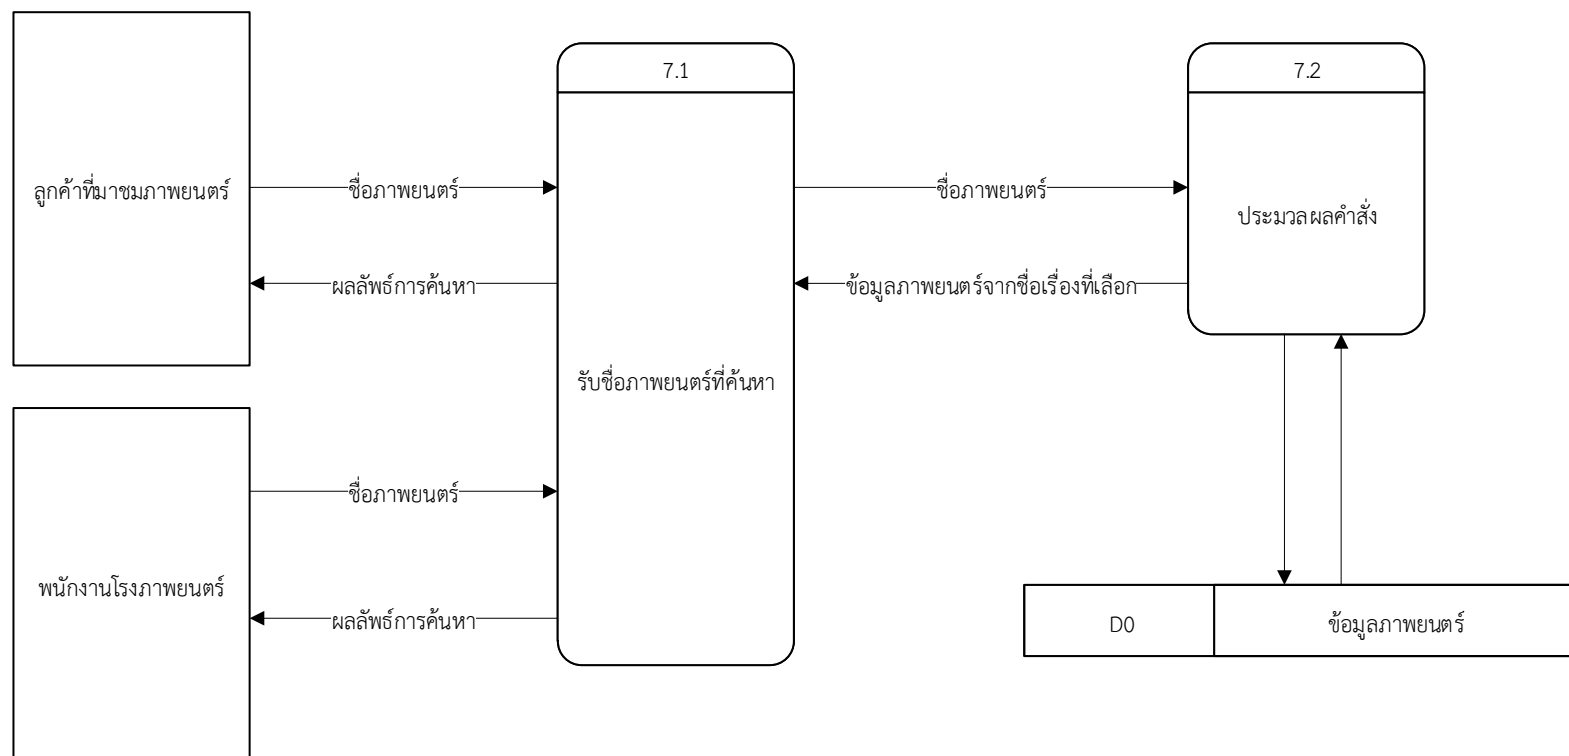 7.1
7.2
ลูกค้าที่มาชมภาพยนตร์
ชื่อภาพยนตร์
ชื่อภาพยนตร์
ประมวลผลคำสั่ง
ผลลัพธ์การค้นหา
ข้อมูลภาพยนตร์จากชื่อเรื่องที่เลือก
รับชื่อภาพยนตร์ที่ค้นหา
ชื่อภาพยนตร์
พนักงานโรงภาพยนตร์
ผลลัพธ์การค้นหา
D0
ข้อมูลภาพยนตร์